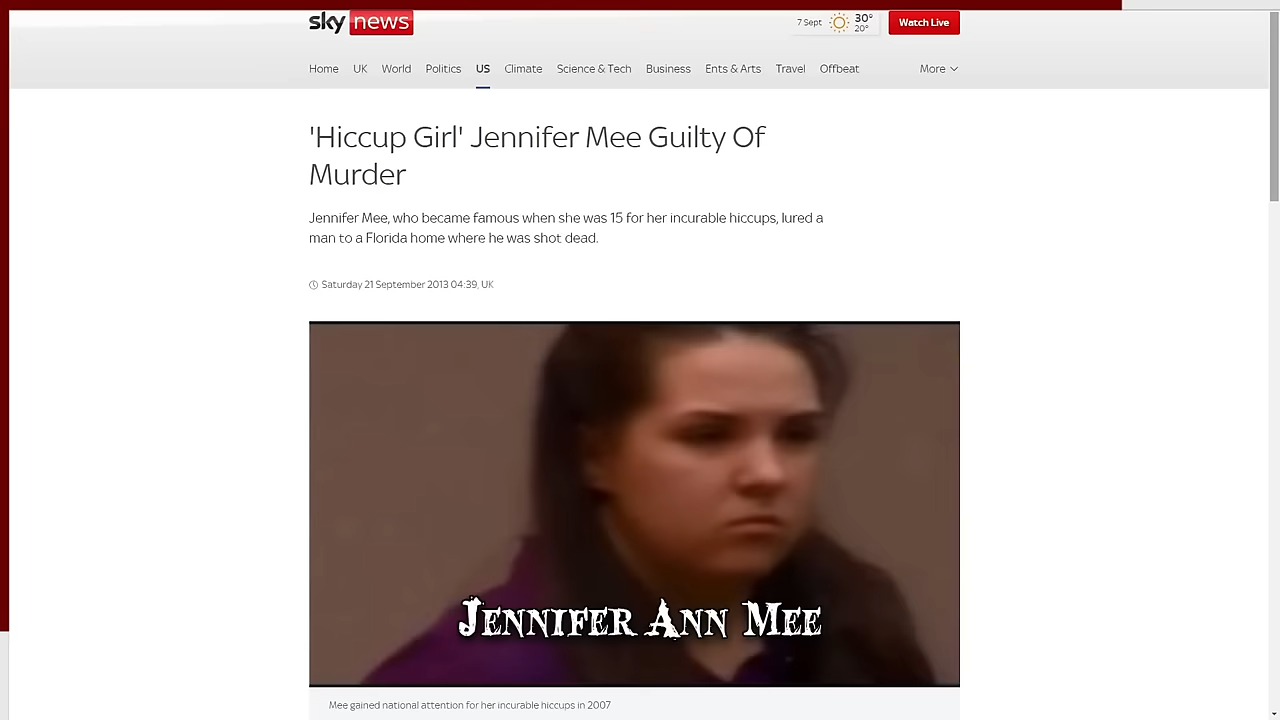 sky news
7 Sept 30° 20° Watch Live
Home UK World Politics US Climate Science & Tech Business Ents & Arts Travel Offbeat More
'Hiccup Girl' Jennifer Mee Guilty Of
Murder
Jennifer Mee, who became famous when she was 15 for her incurable hiccups, lured a
man to a Florida home where he was shot dead.
Saturday 21 September 2013 04:39, UK
Jennifer Ann Mee
Mee gained national attention for her incurable hiccups in 2007